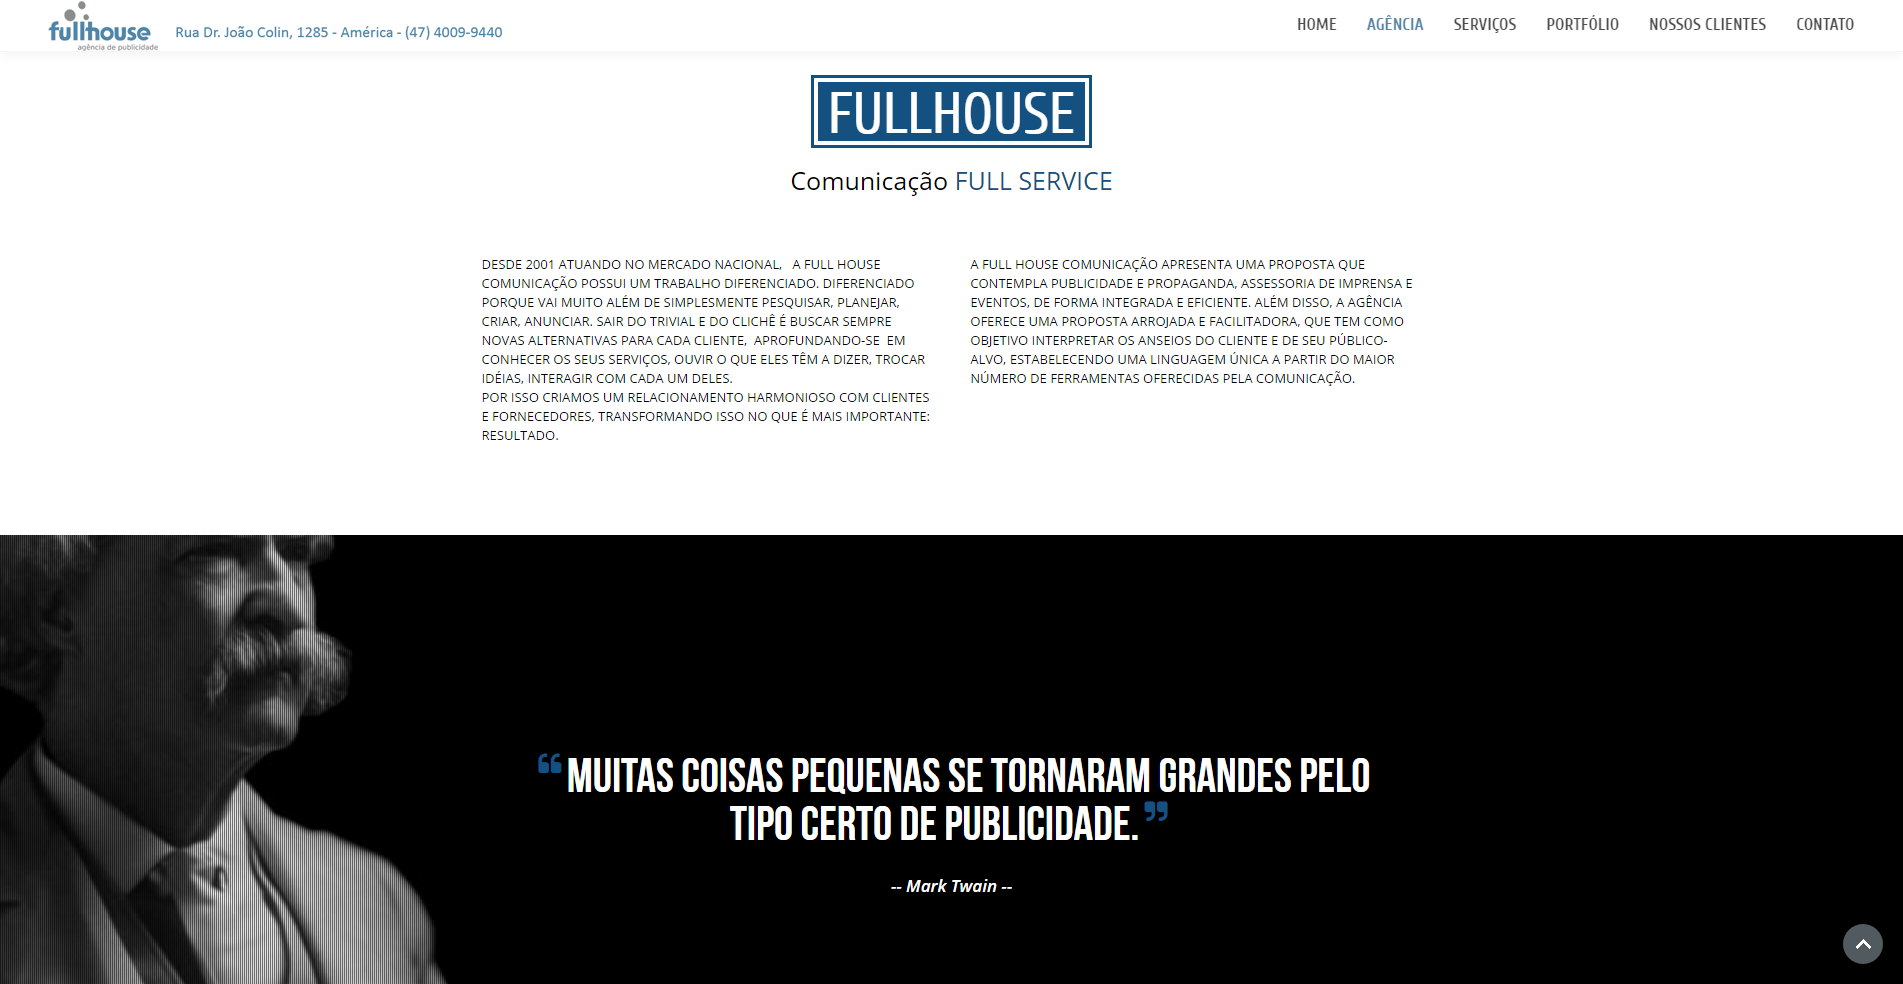 fullhouse
agência de publicidade
Rua Dr. João Colin, 1285 - América - (47) 4009-9440
HOME AGÊNCIA SERVIÇOS PORTFÓLIO NOSSOS CLIENTES CONTATO
FULLHOUSE
Comunicação FULL SERVICE
DESDE 2001 ATUANDO NO MERCADO NACIONAL, A FULL HOUSE
COMUNICAÇÃO POSSUI UM TRABALHO DIFERENCIADO. DIFERENCIADO
PORQUE VAI MUITO ALÉM DE SIMPLESMENTE PESQUISAR, PLANEJAR,
CRIAR, ANUNCIAR. SAIR DO TRIVIAL E DO CLICHÊ É BUSCAR SEMPRE
NOVAS ALTERNATIVAS PARA CADA CLIENTE, APROFUNDANDO-SE EM
CONHECER OS SEUS SERVIÇOS, OUVIR O QUE ELES TÊM A DIZER, TROCAR
IDÉIAS, INTERAGIR COM CADA UM DELES.
POR ISSO CRIAMOS UM RELACIONAMENTO HARMONIOSO COM CLIENTES
E FORNECEDORES, TRANSFORMANDO ISSO NO QUE É MAIS IMPORTANTE:
RESULTADO.
A FULL HOUSE COMUNICAÇÃO APRESENTA UMA PROPOSTA QUE
CONTEMPLA PUBLICIDADE E PROPAGANDA, ASSESSORIA DE IMPRENSA E
EVENTOS, DE FORMA INTEGRADA E EFICIENTE. ALÉM DISSO, A AGÊNCIA
OFERECE UMA PROPOSTA ARROJADA E FACILITADORA, QUE TEM COMO
OBJETIVO INTERPRETAR OS ANSEIOS DO CLIENTE E DE SEU PÚBLICO-
ALVO, ESTABELECENDO UMA LINGUAGEM ÚNICA A PARTIR DO MAIOR
NÚMERO DE FERRAMENTAS OFERECIDAS PELA COMUNICAÇÃO.
“MUITAS COISAS PEQUENAS SE TORNARAM GRANDES PELO
TIPO CERTO DE PUBLICIDADE.”
-- Mark Twain --